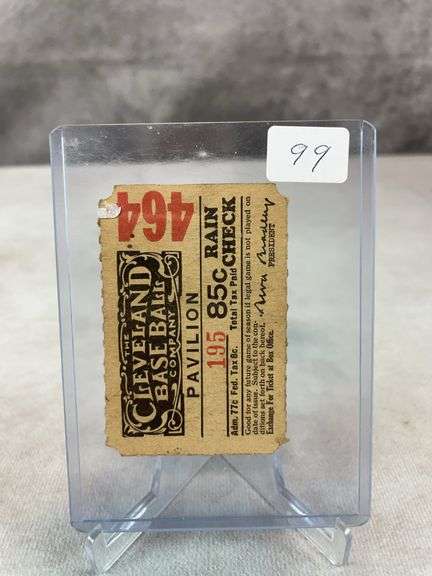 99
464
THE
CLEVELAND
BASEBALL
COMPANY
PAVILION
195
85c RAIN CHECK
Adm. 77c Fed. Tax 8c. Total Tax Paid
Good for any future game of season if legal game is not played on
date of issue. Subject to the con-
ditions set forth on back hereof.
Exchange For Ticket at Box Office.
PRESIDENT